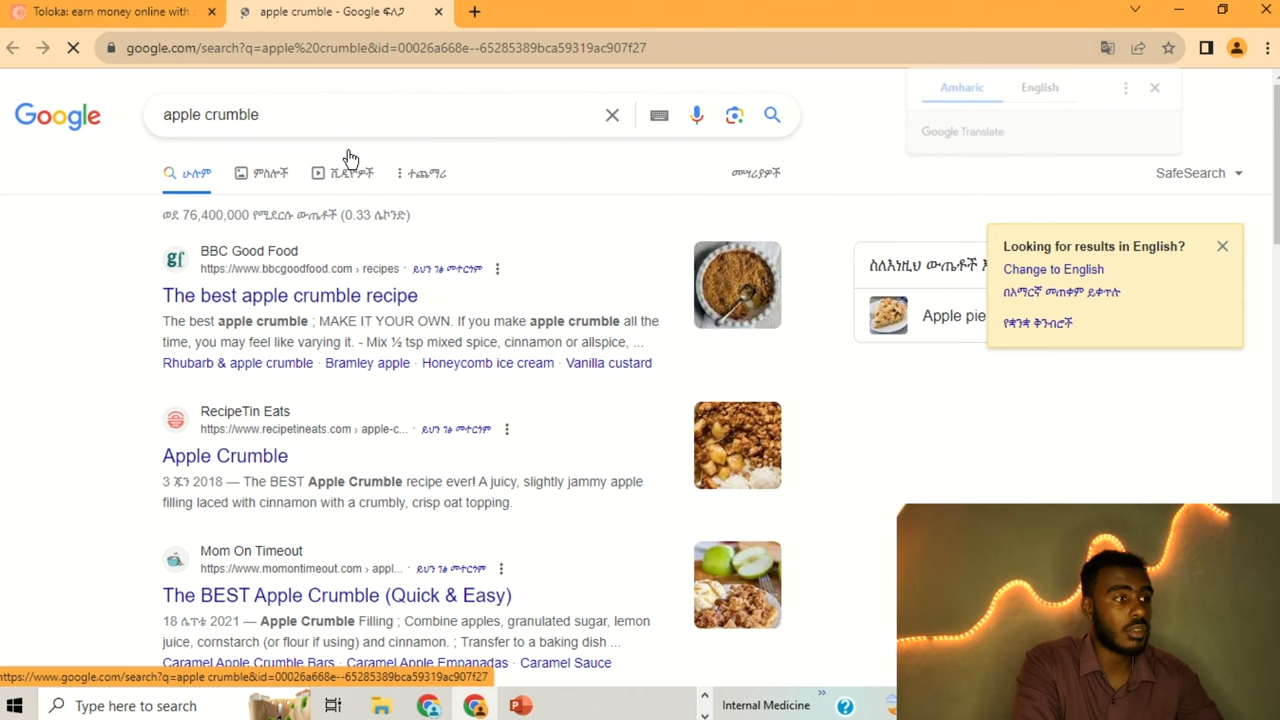 Toloka: earn money online with
apple crumble - Google ፍለጋ
google.com/search?q=apple%20crumble&id=00026a668e--65285389bca59319ac907f27
Google
apple crumble
Amharic
English
Google Translate
ሁሉም
ምስሎች
ቪዲዮዎች
ተጨማሪ
መሣሪያዎች
SafeSearch
ወደ 76,400,000 የሚደርሱ ውጤቶች (0.33 ሴኮንድ)
BBC Good Food
https://www.bbcgoodfood.com › recipes · ይህን ገፅ መተርጎም
The best apple crumble recipe
The best apple crumble ; MAKE IT YOUR OWN. If you make apple crumble all the
time, you may feel like varying it. - Mix ½ tsp mixed spice, cinnamon or allspice, ...
Rhubarb & apple crumble · Bramley apple · Honeycomb ice cream · Vanilla custard
RecipeTin Eats
https://www.recipetineats.com › apple-c... · ይህን ገፅ መተርጎም
Apple Crumble
3 ጁን 2018 — The BEST Apple Crumble recipe ever! A juicy, slightly jammy apple
filling laced with cinnamon with a crumbly, crisp oat topping.
Mom On Timeout
https://www.momontimeout.com › appl... · ይህን ገፅ መተርጎም
The BEST Apple Crumble (Quick & Easy)
18 ሴፕቴ 2021 — Apple Crumble Filling ; Combine apples, granulated sugar, lemon
juice, cornstarch (or flour if using) and cinnamon. ; Transfer to a baking dish ...
Caramel Apple Crumble Bars · Caramel Apple Empanadas · Caramel Sauce
ስለእነዚህ ውጤቶች
Apple pie
Looking for results in English?
Change to English
በአማርኛ መጠቀም ይቀጥሉ
የቋንቋ ቅንብሮች
https://www.google.com/search?q=apple crumble&id=00026a668e--65285389bca59319ac907f27
Type here to search
Internal Medicine